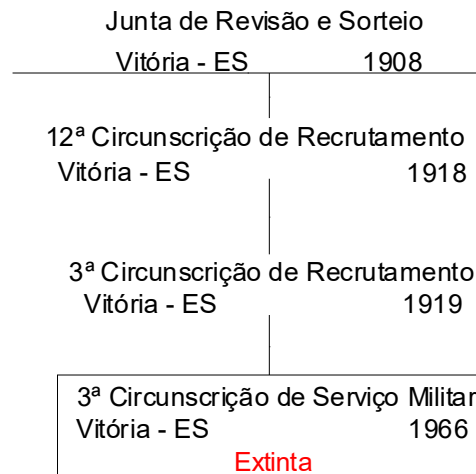 Junta de Revisão e Sorteio
Vitória - ES 1908
12ª Circunscrição de Recrutamento
Vitória - ES 1918
3ª Circunscrição de Recrutamento
Vitória - ES 1919
3ª Circunscrição de Serviço Militar
Vitória - ES 1966
Extinta